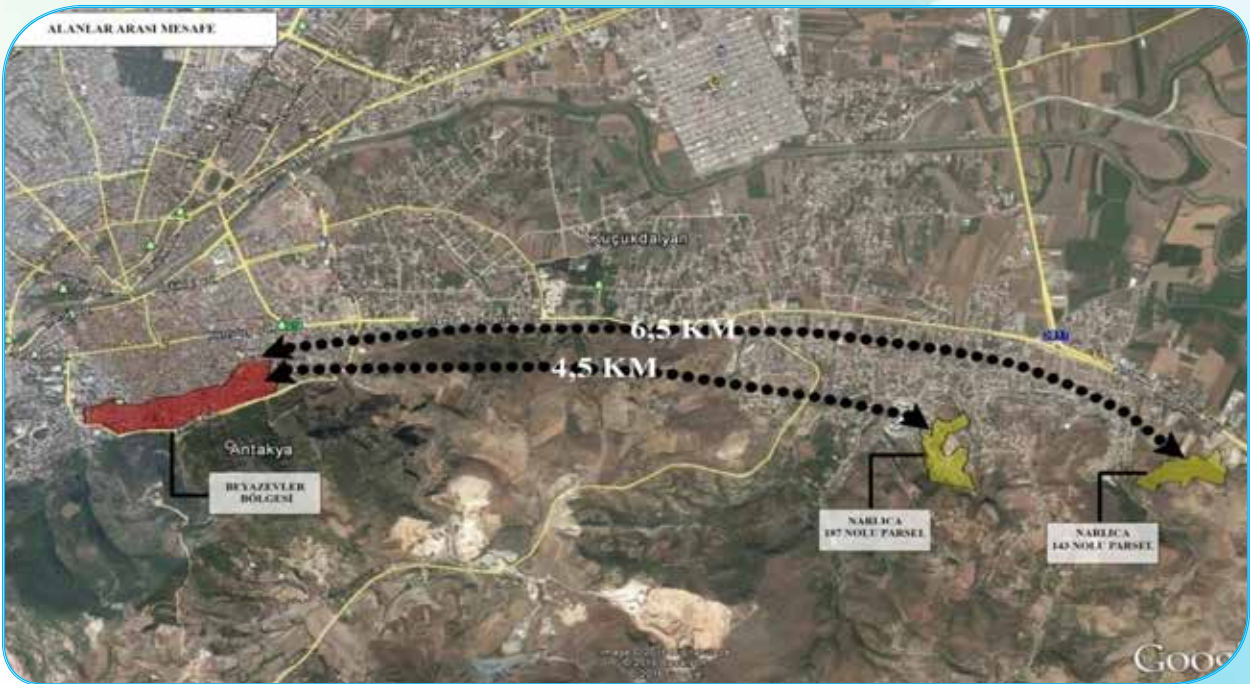 ALANLAR ARASI MESAFE
Küçükdalyan
6,5 KM
4,5 KM
Antakya
BEYAZEVLER
BÖLGESİ
NARLICA
187 NOLU PARSEL
NARLICA
143 NOLU PARSEL
Goog